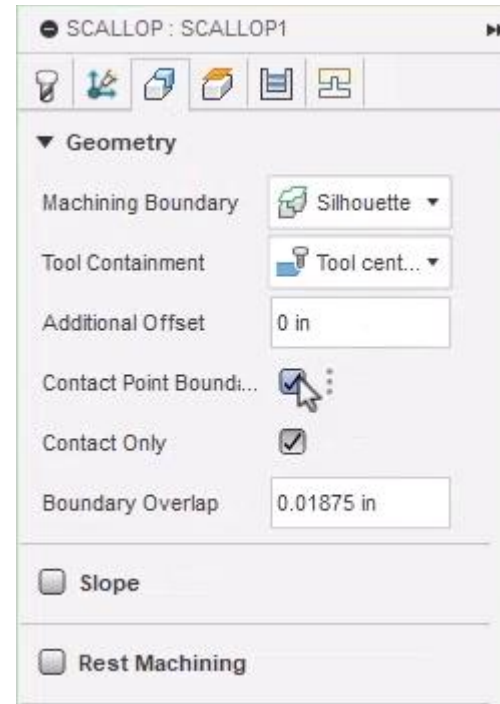 SCALLOP : SCALLOP1
Geometry
Machining Boundary Silhouette
Tool Containment Tool cent...
Additional Offset 0 in
Contact Point Bounda...
Contact Only
Boundary Overlap 0.01875 in
Slope
Rest Machining